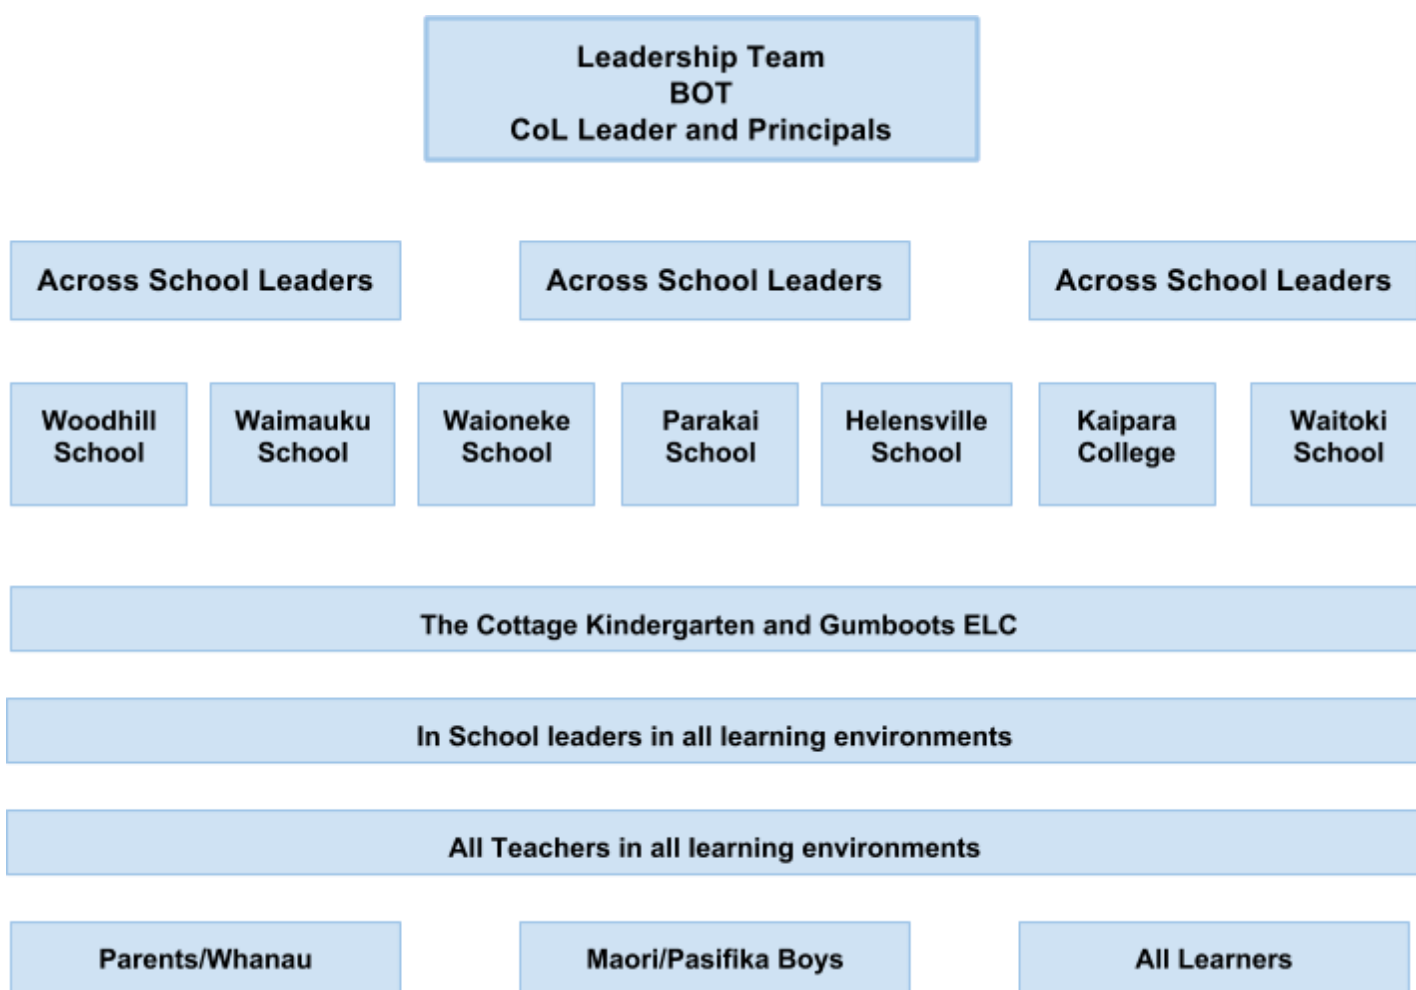 Leadership Team
BOT
CoL Leader and Principals
Across School Leaders
Across School Leaders
Across School Leaders
Woodhill
School
Waimauku
School
Waioneke
School
Parakai
School
Helensville
School
Kaipara
College
Waitoki
School
The Cottage Kindergarten and Gumboots ELC
In School leaders in all learning environments
All Teachers in all learning environments
Parents/Whanau
Maori/Pasifika Boys
All Learners